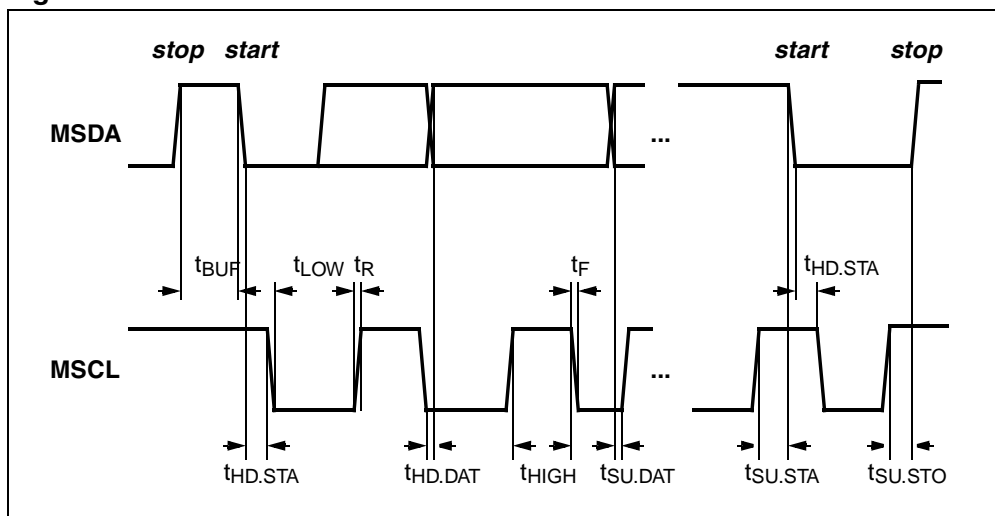 stop start start stop
MSDA
...
tBUF tLOW tR tF tHD.STA
MSCL
...
tHD.STA tHD.DAT tHIGH tSU.DAT tSU.STA tSU.STO